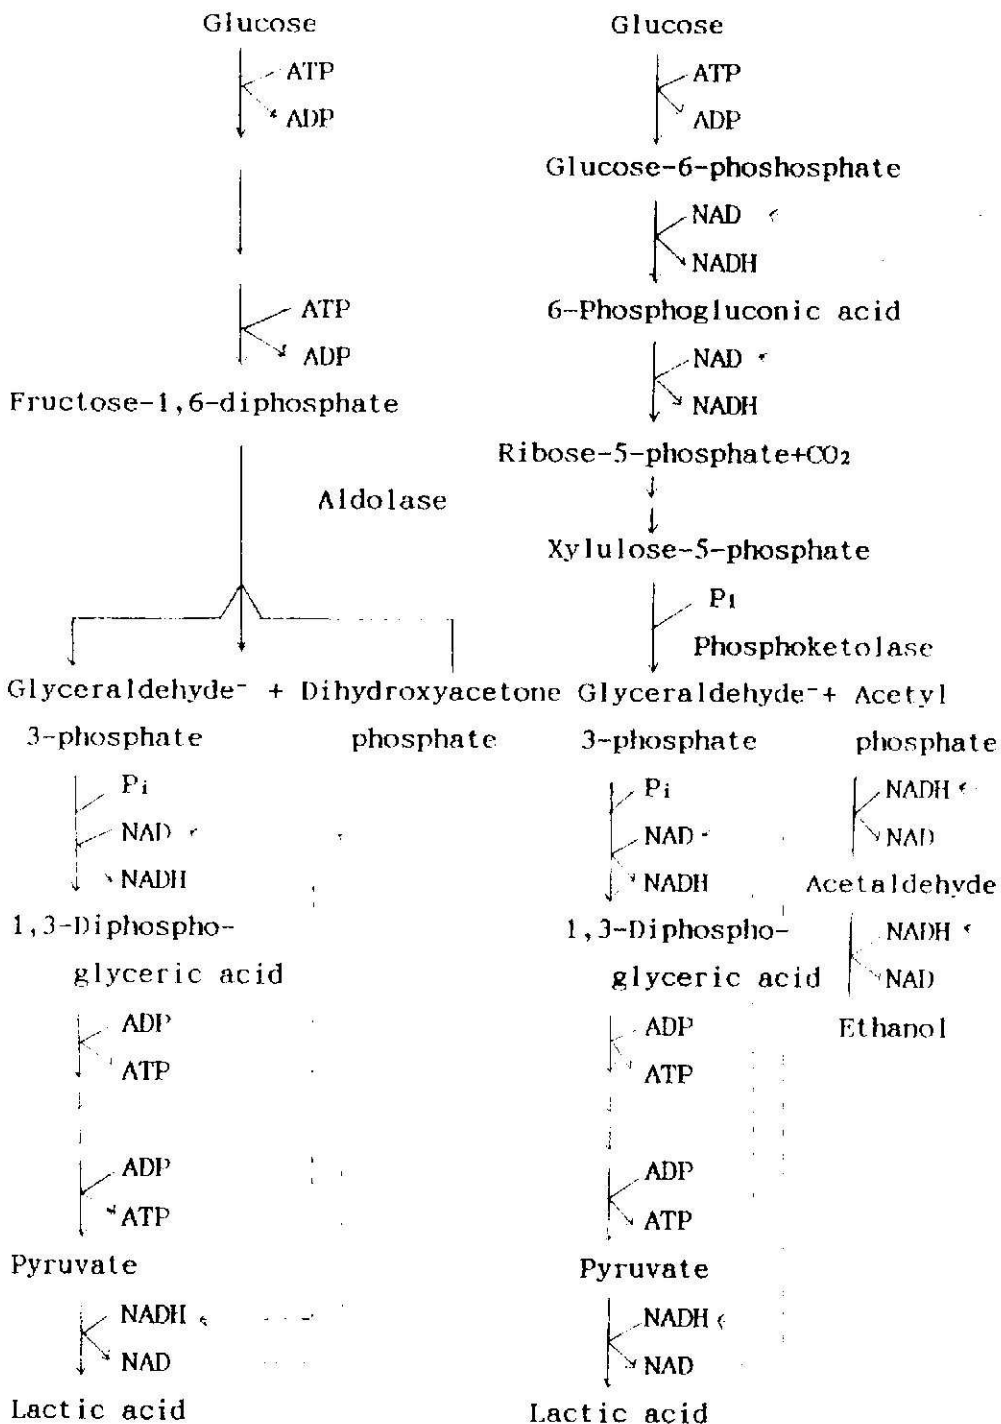 Glucose
ATP
ADP
ATP
ADP
Fructose-1,6-diphosphate
Aldolase
Glyceraldehyde- + Dihydroxyacetone
3-phosphate phosphate
Pi
NAD
NADH
1,3-Diphospho-
glyceric acid
ADP
ATP
ADP
ATP
Pyruvate
NADH
NAD
Lactic acid
Glucose
ATP
ADP
Glucose-6-phoshosphate
NAD
NADH
6-Phosphogluconic acid
NAD
NADH
Ribose-5-phosphate+CO₂
Xylulose-5-phosphate
Pi
Phosphoketolase
Glyceraldehyde-+ Acetyl
3-phosphate phosphate
Pi
NAD
NADH
1,3-Diphospho-
glyceric acid
ADP
ATP
ADP
ATP
Pyruvate
NADH
NAD
Lactic acid
NADH
NAD
Acetaldehyde
NADH
NAD
Ethanol